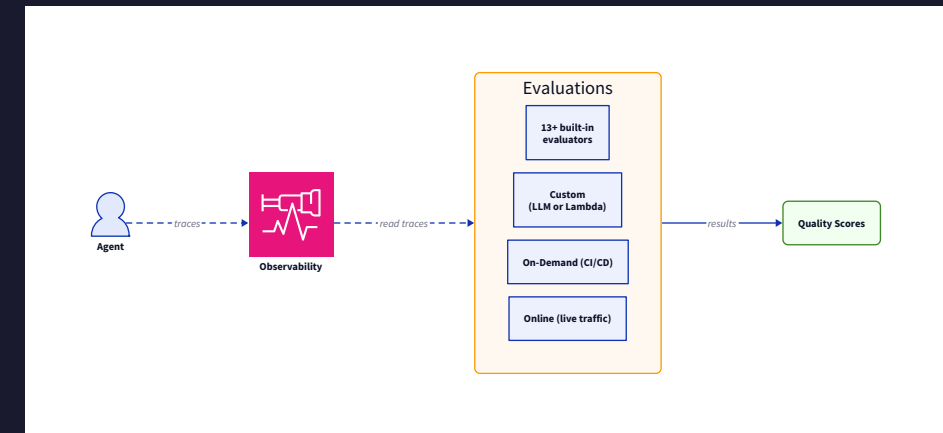 Evaluations
13+ built-in
evaluators
Custom
(LLM or Lambda)
traces
read traces
results
Quality Scores
Agent
On-Demand (CI/CD)
Observability
Online (live traffic)